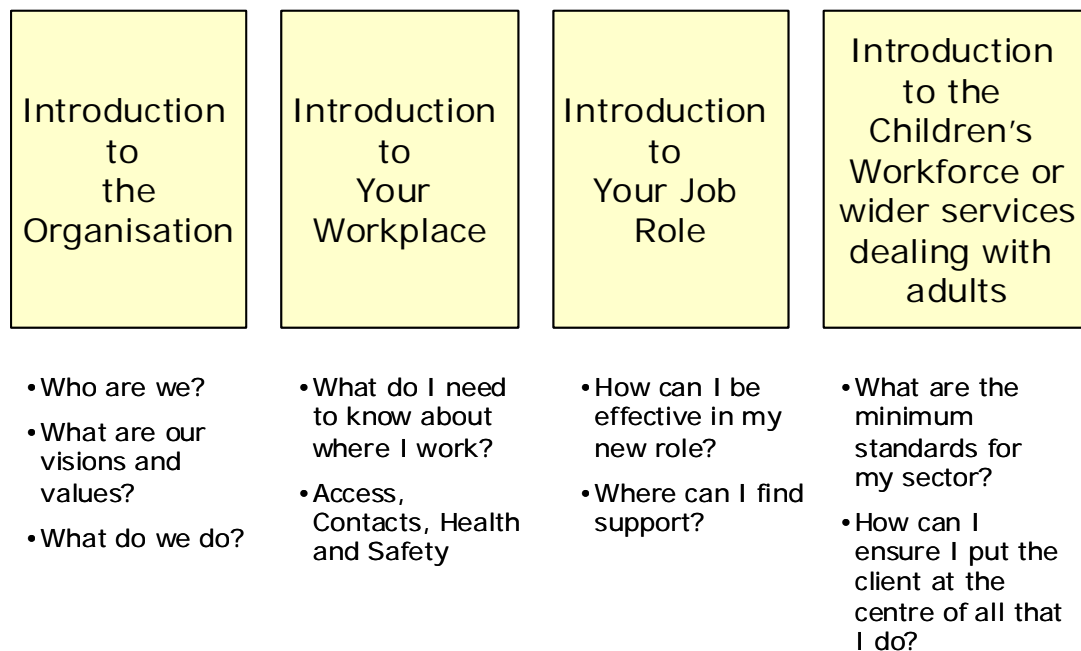 Introduction
to
the
Organisation
Introduction
to
Your
Workplace
Introduction
to
Your Job
Role
Introduction
to the
Children's
Workforce or
wider services
dealing with
adults
•Who are we?
•What are our
visions and
values?
•What do we do?
•What do I need
to know about
where I work?
•Access,
Contacts, Health
and Safety
•How can I be
effective in my
new role?
•Where can I find
support?
•What are the
minimum
standards for
my sector?
•How can I
ensure I put the
client at the
centre of all that
I do?